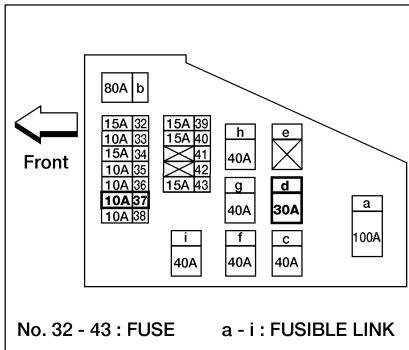 80A b
15A 32
10A 33
15A 34
10A 35
10A 36
10A 37
10A 38
15A 39
15A 40
41
42
15A 43
h
40A
e
g
40A
d
30A
a
100A
i
40A
f
40A
c
40A
Front
No. 32 - 43 : FUSE a - i : FUSIBLE LINK